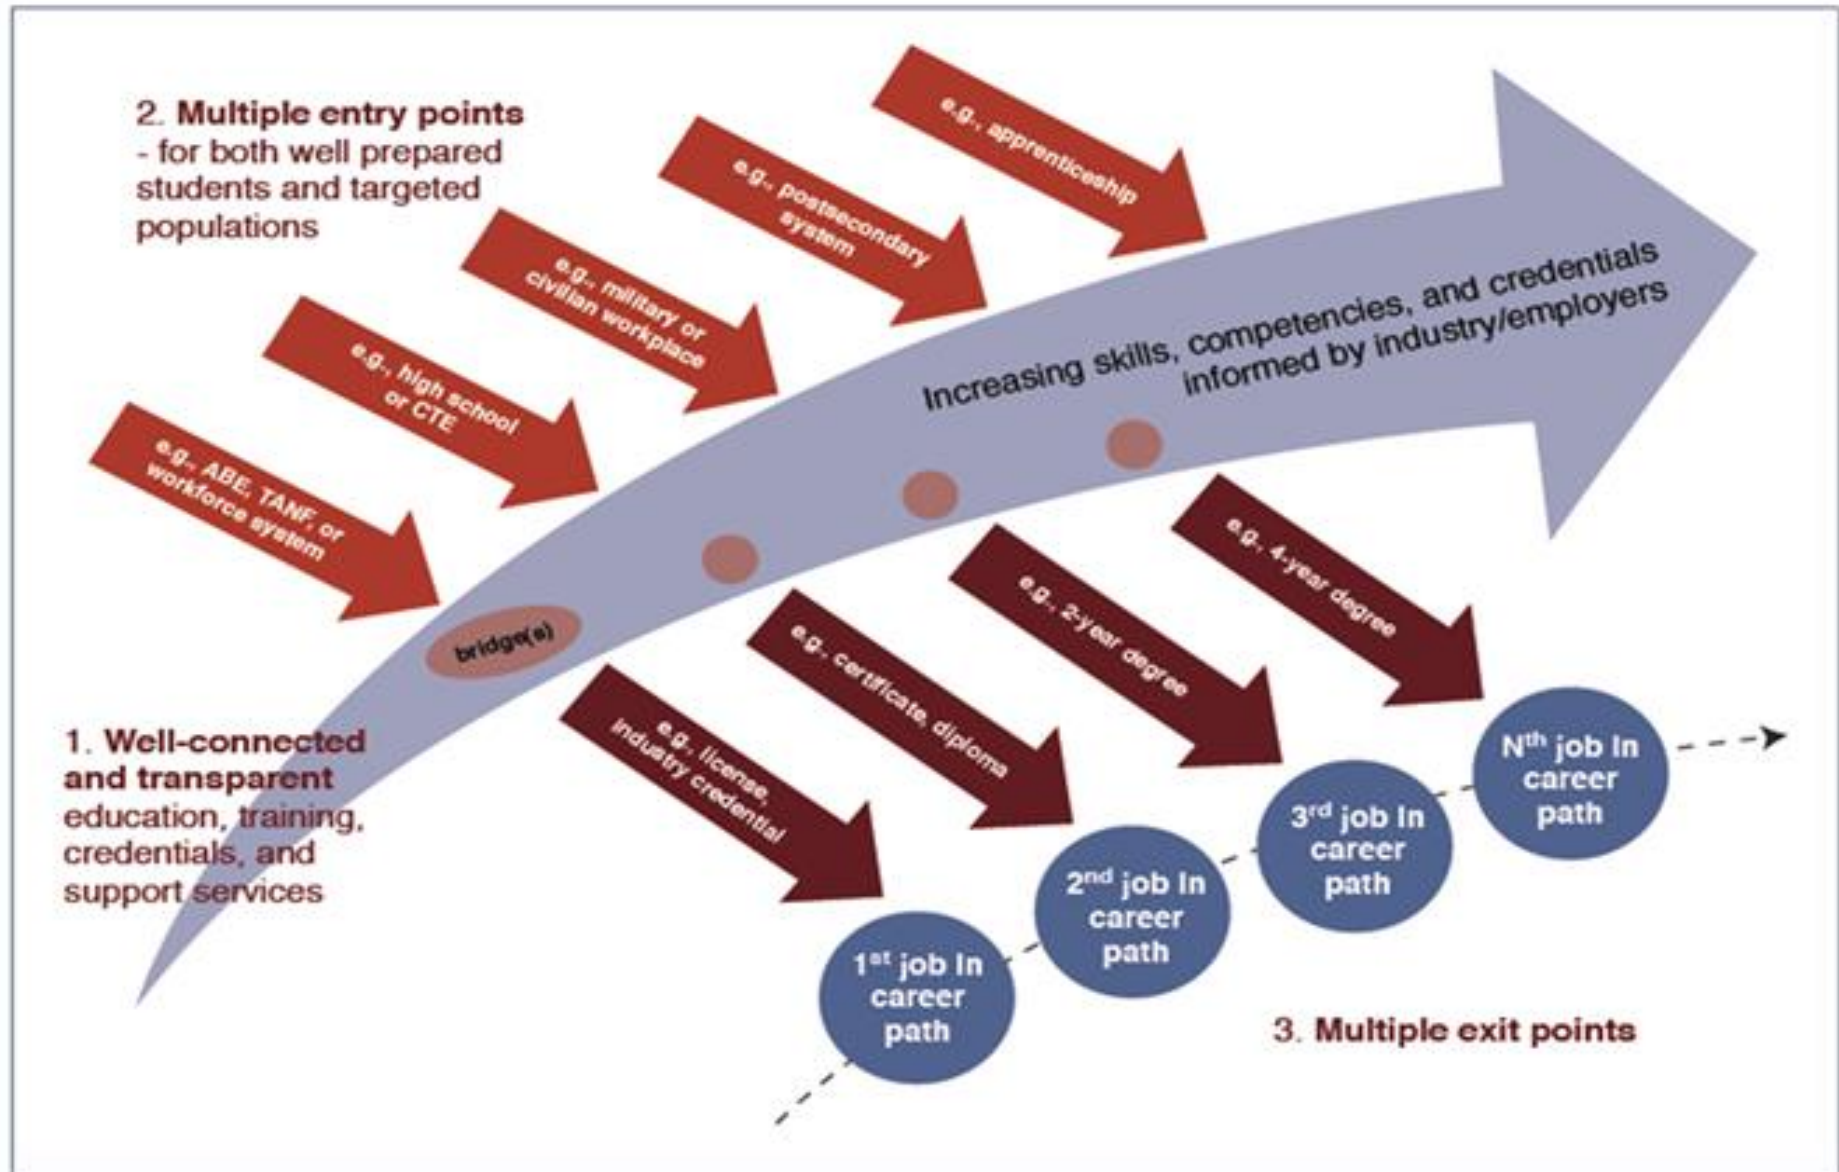 2. Multiple entry points
- for both well prepared
students and targeted
populations
e.g., apprenticeship
e.g., postsecondary
system
e.g., military or
civilian workplace
e.g., high school
or CTE
e.g., ABE, TANF, or
workforce system
Increasing skills, competencies, and credentials
informed by industry/employers
bridge(s)
1. Well-connected
and transparent
education, training,
credentials, and
support services
e.g., license,
industry credential
e.g., certificate, diploma
e.g., 2-year degree
e.g., 4-year degree
1st job in
career
path
2nd job in
career
path
3rd job in
career
path
Nth job in
career
path
3. Multiple exit points